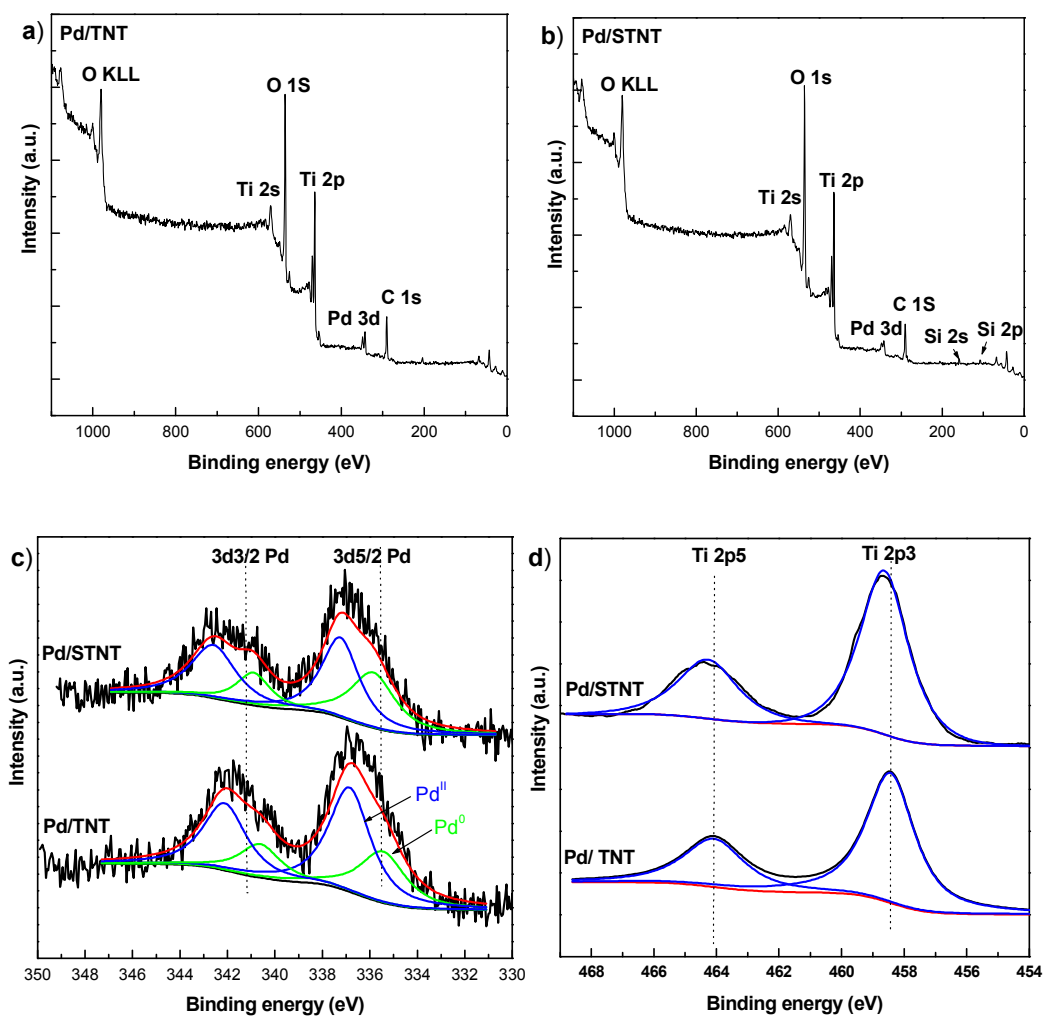 a)
Pd/TNT
O KLL
O 1S
Ti 2s
Ti 2p
Pd 3d
C 1s
Intensity (a.u.)
1000 800 600 400 200 0
Binding energy (eV)
b)
Pd/STNT
O KLL
O 1s
Ti 2s
Ti 2p
Pd 3d
C 1S
Si 2s
Si 2p
Intensity (a.u.)
1000 800 600 400 200 0
Binding energy (eV)
c)
3d3/2 Pd
3d5/2 Pd
Pd/STNT
Pd/TNT
Pd^II
Pd^0
Intensity (a.u.)
350 348 346 344 342 340 338 336 334 332 330
Binding energy (eV)
d)
Ti 2p5
Ti 2p3
Pd/STNT
Pd/ TNT
Intensity (a.u.)
468 466 464 462 460 458 456 454
Binding energy (eV)